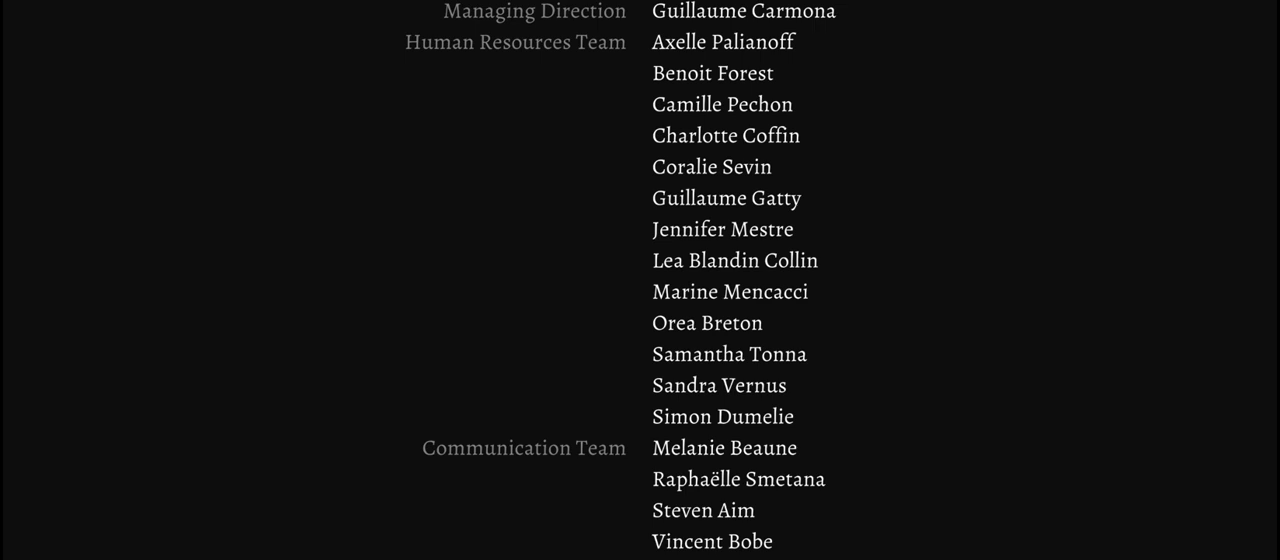 Managing Direction Guillaume Carmona
Human Resources Team Axelle Palianoff
Benoit Forest
Camille Pechon
Charlotte Coffin
Coralie Sevin
Guillaume Gatty
Jennifer Mestre
Lea Blandin Collin
Marine Mencacci
Orea Breton
Samantha Tonna
Sandra Vernus
Simon Dumelie
Communication Team Melanie Beaune
Raphaëlle Smetana
Steven Aim
Vincent Bobe